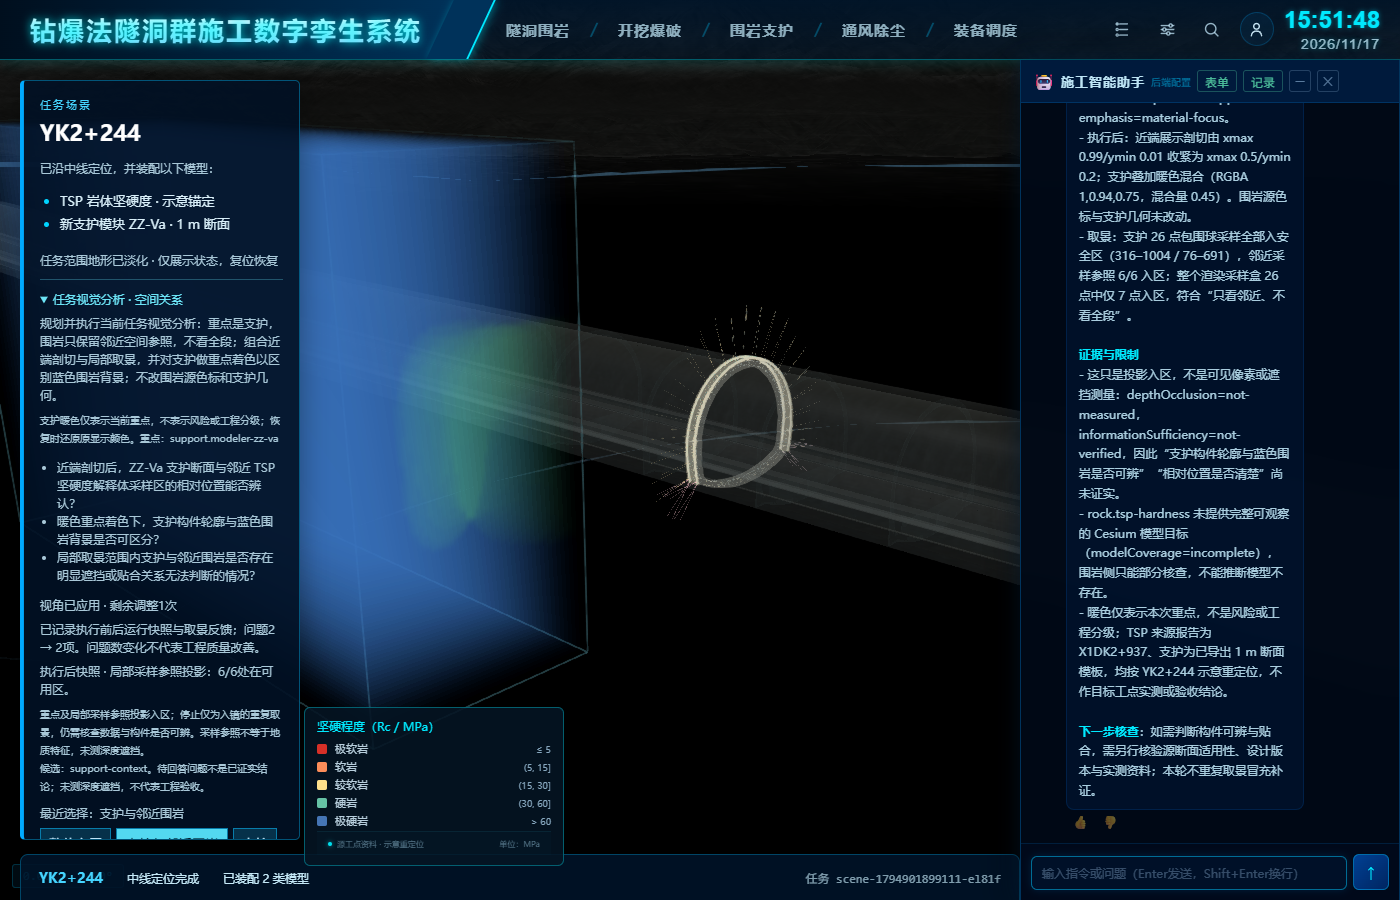 钻爆法隧洞群施工数字孪生系统
隧洞围岩 / 开挖爆破 / 围岩支护 / 通风除尘 / 装备调度
15:51:48
2026/11/17
任务场景
YK2+244
已沿中线定位，并装配以下模型：
• TSP 岩体坚硬度 · 示意锚定
• 新支护模块 ZZ-Va · 1 m 断面
任务范围地形已淡化 · 仅展示状态，复位恢复
▼ 任务视觉分析 · 空间关系
规划并执行当前任务视觉分析：重点是支护，
围岩只保留邻近空间参照，不看全段；组合近
端剖切与局部取景，并对支护做重点着色以区
别蓝色围岩背景；不改围岩源色标和支护几
何。
支护暖色仅表示当前重点，不表示风险或工程分级；恢
复时还原原显示颜色。重点：support.modeler-zz-va
• 近端剖切后，ZZ-Va 支护断面与邻近 TSP
坚硬度解释体采样区的相对位置能否辨
认？
• 暖色重点着色下，支护构件轮廓与蓝色围
岩背景是否可区分？
• 局部取景范围内支护与邻近围岩是否存在
明显遮挡或贴合关系无法判断的情况？
视角已应用 · 剩余调整1次
已记录执行前后运行快照与取景反馈；问题2
→ 2项。问题数变化不代表工程质量改善。
执行后快照 · 局部采样参照投影：6/6处在可
用区。
重点及局部采样参照投影入区；停止仅为入镜的重复取
景，仍需核查数据与构件是否可辨。采样参照不等于地
质特征，未测深度遮挡。
候选：support-context。待回答问题不是已证实结
论；未测深度遮挡，不代表工程验收。
最近选择：支护与邻近围岩
坚硬程度（Rc / MPa）
极软岩 ≤ 5
软岩 (5, 15]
较软岩 (15, 30]
硬岩 (30, 60]
极硬岩 > 60
源工点资料 · 示意重定位 单位：MPa
YK2+244 中线定位完成 已装配 2 类模型 任务 scene-1794901899111-el81f
施工智能助手 后端配置 表单 记录
emphasis=material-focus。
- 执行后：近端展示剖切由 xmax
0.99/ymin 0.01 收紧为 xmax 0.5/ymin
0.2；支护叠加暖色混合（RGBA
1,0.94,0.75，混合量 0.45）。围岩源色
标与支护几何未改动。
- 取景：支护 26 点包围球采样全部入安
全区（316–1004 / 76–691），邻近采
样参照 6/6 入区；整个渲染采样盒 26
点中仅 7 点入区，符合“只看邻近、不
看全段”。
证据与限制
- 这只是投影入区，不是可见像素或遮
挡测量：depthOcclusion=not-
measured，
informationSufficiency=not-
verified，因此“支护构件轮廓与蓝色围
岩是否可辨”“相对位置是否清楚”尚
未证实。
- rock.tsp-hardness 未提供完整可观察
的 Cesium 模型目标
（modelCoverage=incomplete），
围岩侧只能部分核查，不能推断模型不
存在。
- 暖色仅表示本次重点，不是风险或工
程分级；TSP 来源报告为
X1DK2+937、支护为已导出 1 m 断面
模板，均按 YK2+244 示意重定位，不
作目标工点实测或验收结论。
下一步核查：如需判断构件可辨与贴
合，需另行核验源断面适用性、设计版
本与实测资料；本轮不重复取景冒充补
证。
输入指令或问题（Enter发送，Shift+Enter换行）